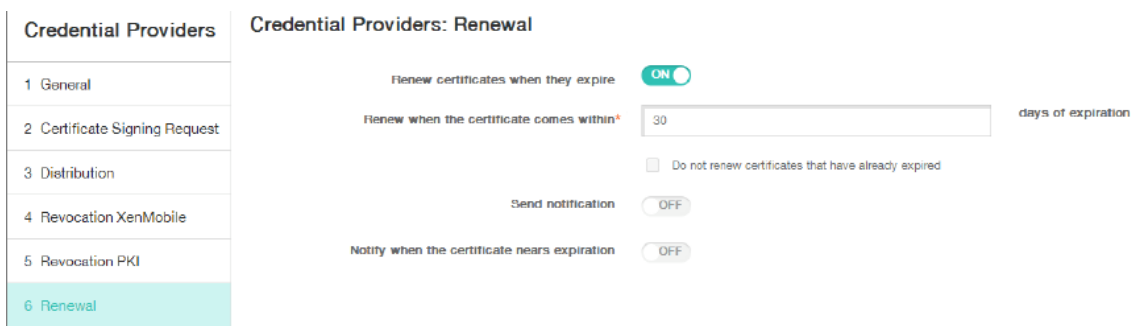 Credential Providers
1 General
2 Certificate Signing Request
3 Distribution
4 Revocation XenMobile
5 Revocation PKI
6 Renewal
Credential Providers: Renewal
Renew certificates when they expire ON
Renew when the certificate comes within* 30 days of expiration
Do not renew certificates that have already expired
Send notification OFF
Notify when the certificate nears expiration OFF